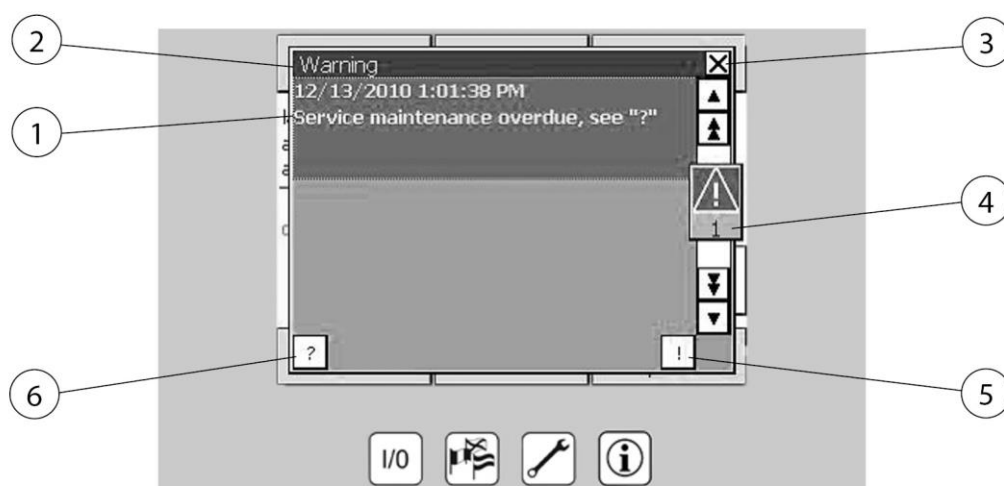 2
3
Warning
12/13/2010 1:01:38 PM
1
Service maintenance overdue, see "?"
4
1
?
!
6
5
I/0